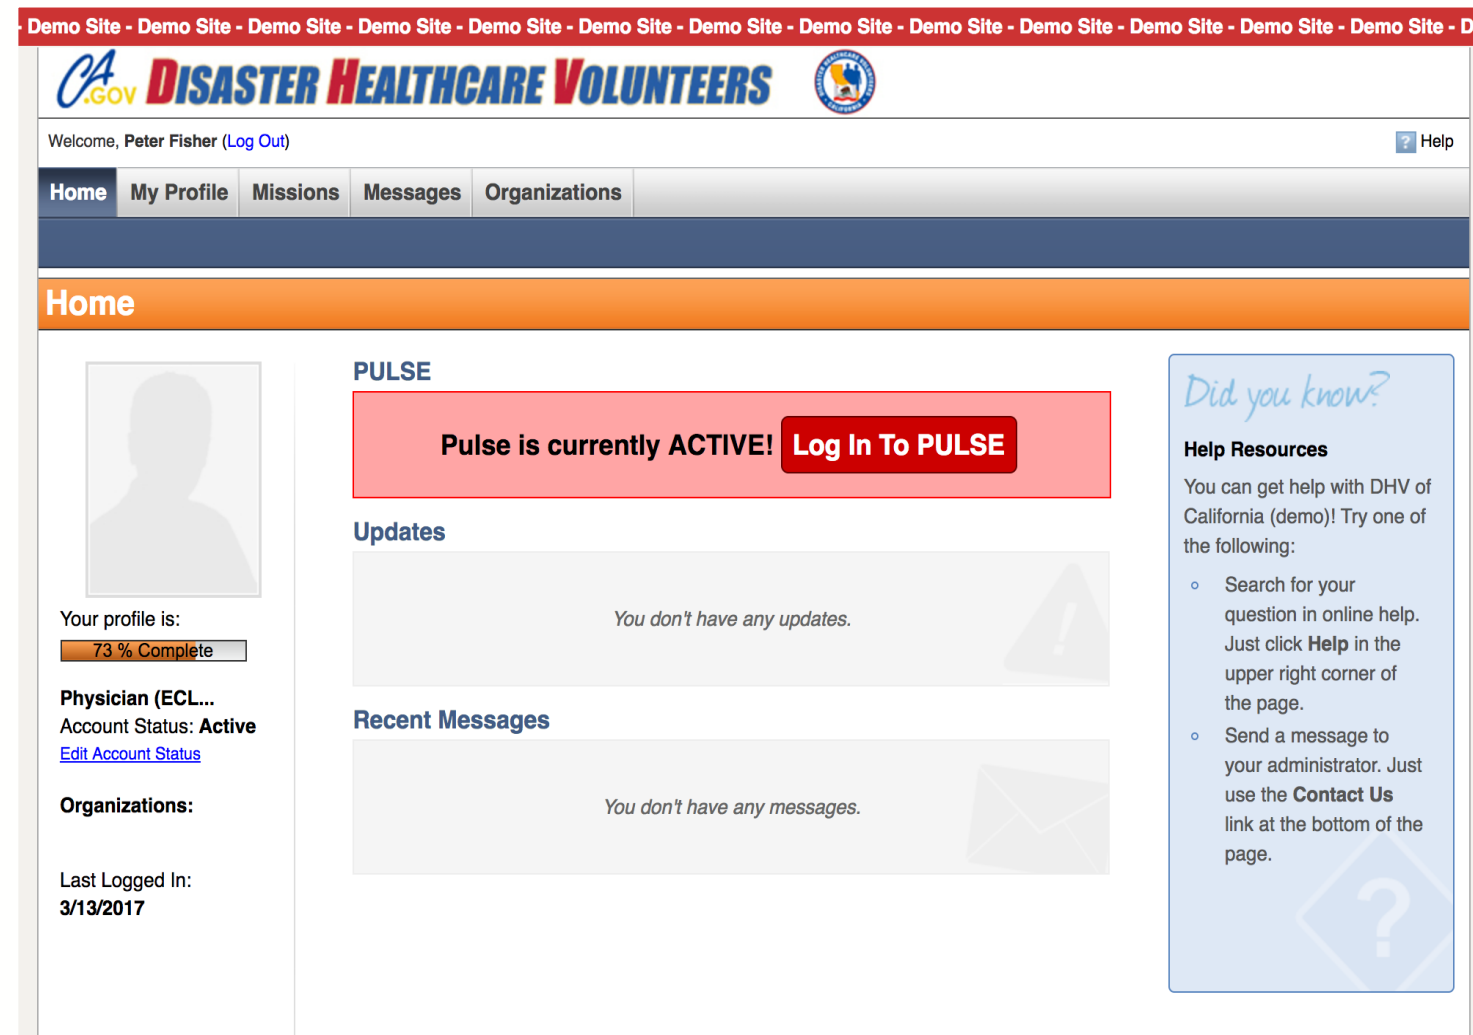 - Demo Site - Demo Site - Demo Site - Demo Site - Demo Site - Demo Site - Demo Site - Demo Site - Demo Site - Demo Site - Demo Site - Demo Site - Demo Site - D
CA.GOV DISASTER HEALTHCARE VOLUNTEERS
Welcome, Peter Fisher (Log Out)
? Help
Home My Profile Missions Messages Organizations
Home
Your profile is:
73 % Complete
Physician (ECL...
Account Status: Active
Edit Account Status
Organizations:
Last Logged In:
3/13/2017
PULSE
Pulse is currently ACTIVE! Log In To PULSE
Updates
You don't have any updates.
Recent Messages
You don't have any messages.
Did you know?
Help Resources
You can get help with DHV of
California (demo)! Try one of
the following:
Search for your
question in online help.
Just click Help in the
upper right corner of
the page.
Send a message to
your administrator. Just
use the Contact Us
link at the bottom of the
page.